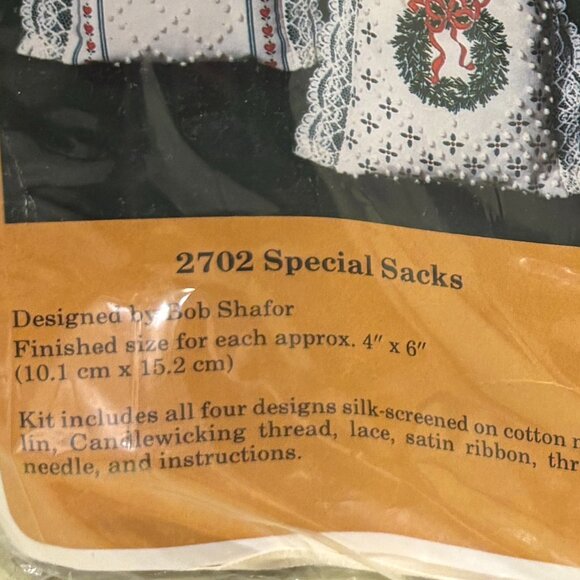 2702 Special Sacks
Designed by Bob Shafor
Finished size for each approx. 4" x 6"
(10.1 cm x 15.2 cm)
Kit includes all four designs silk-screened on cotton
lin, Candlewicking thread, lace, satin ribbon, thr
needle, and instructions.